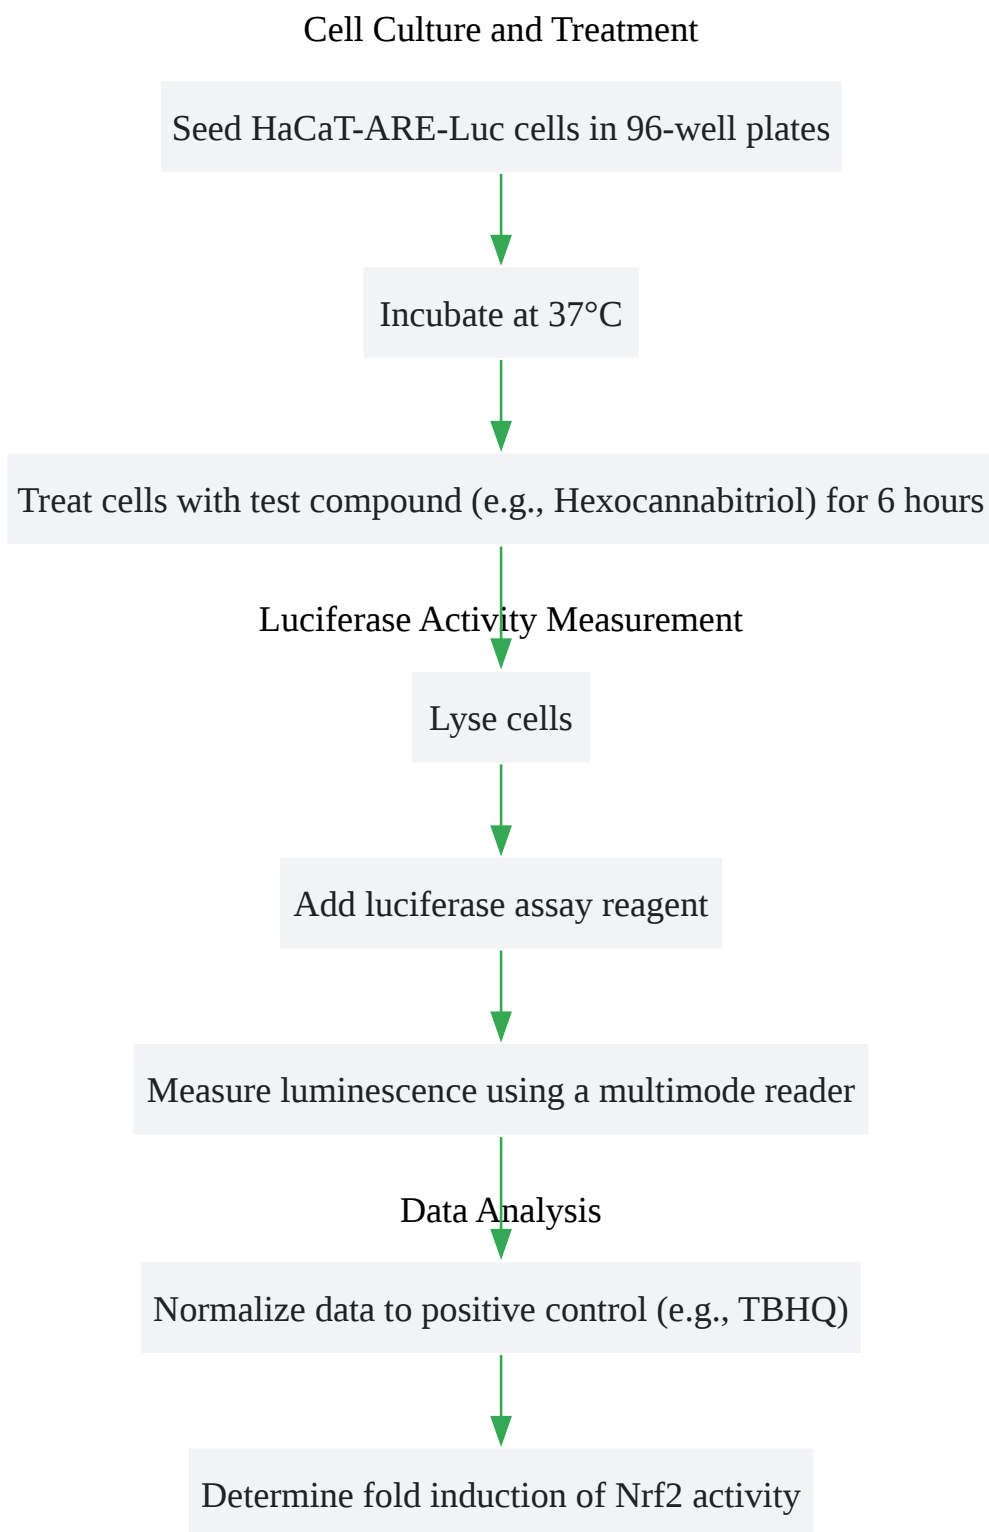 Cell Culture and Treatment
Seed HaCaT-ARE-Luc cells in 96-well plates
Incubate at 37°C
Treat cells with test compound (e.g., Hexocannabitriol) for 6 hours
Luciferase Activity Measurement
Lyse cells
Add luciferase assay reagent
Measure luminescence using a multimode reader
Data Analysis
Normalize data to positive control (e.g., TBHQ)
Determine fold induction of Nrf2 activity